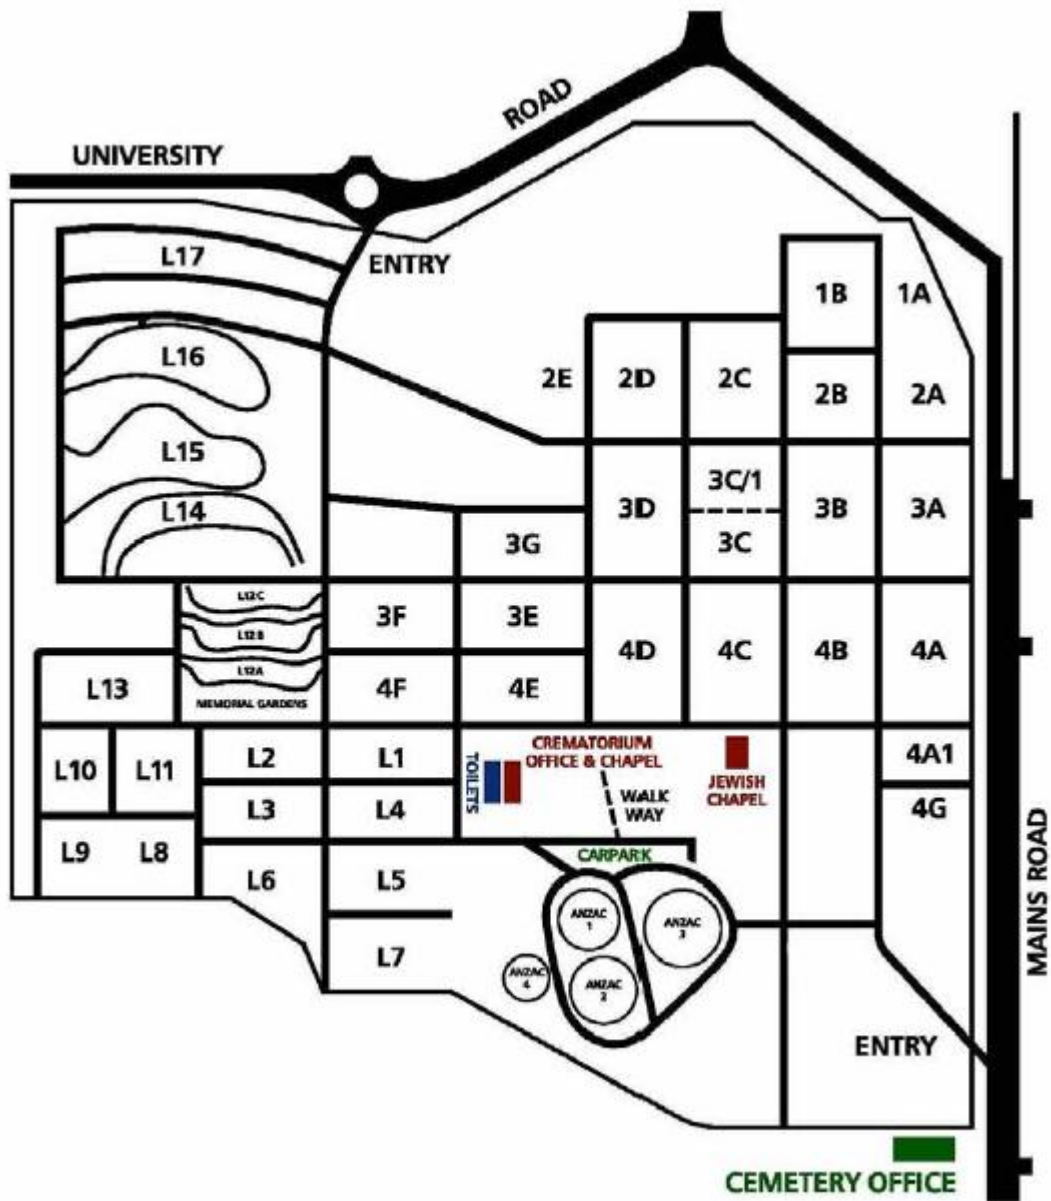 ROAD
UNIVERSITY
L17
ENTRY
1B
1A
L16
2E
2D
2C
2B
2A
L15
3C/1
L14
3D
3B
3A
3G
3C
L12C
3F
3E
L12B
4D
4C
4B
4A
L12A
L13
4F
4E
MEMORIAL GARDENS
L10
L11
L2
L1
TOILETS
CREMATORIUM
OFFICE & CHAPEL
JEWISH
CHAPEL
4A1
L3
L4
WALK
WAY
4G
L9
L8
L6
L5
CARPARK
ANZAC
1
ANZAC
3
MAINS ROAD
L7
ANZAC
4
ANZAC
2
ENTRY
CEMETERY OFFICE